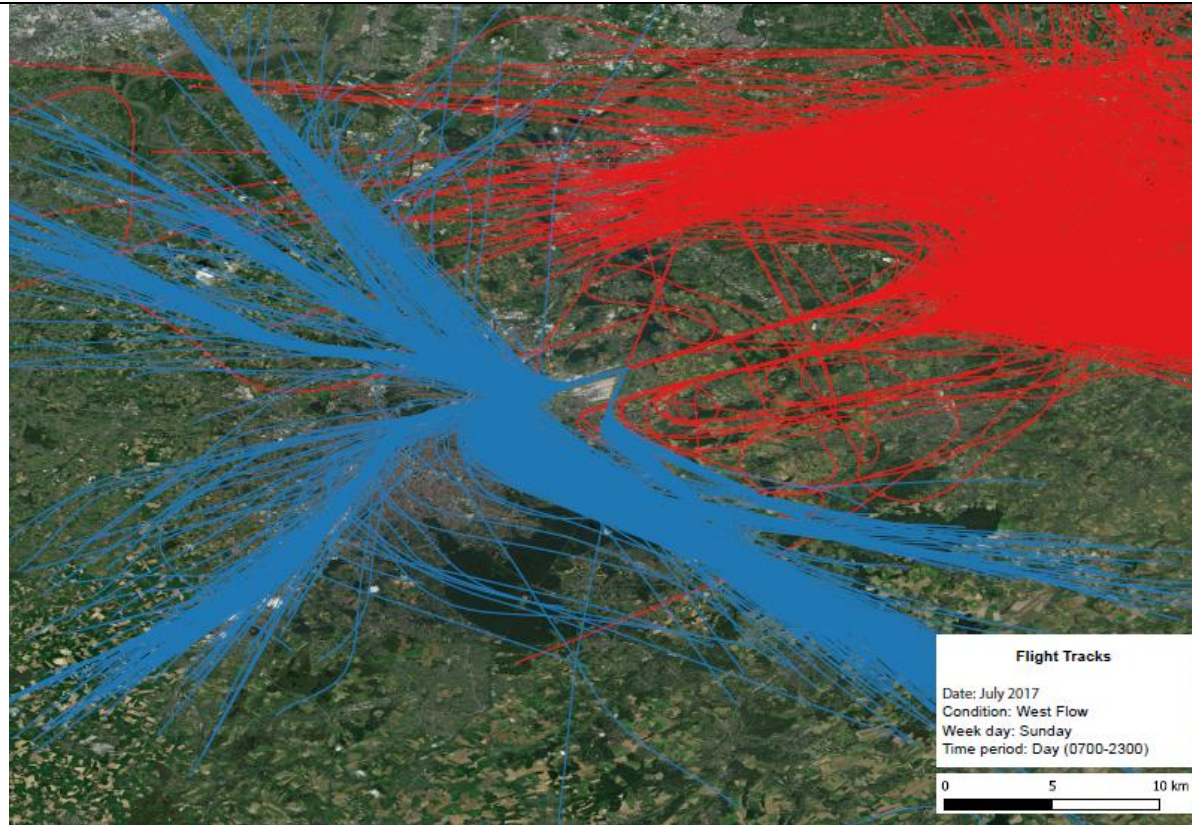 Flight Tracks
Date: July 2017
Condition: West Flow
Week day: Sunday
Time period: Day (0700-2300)
0 5 10 km